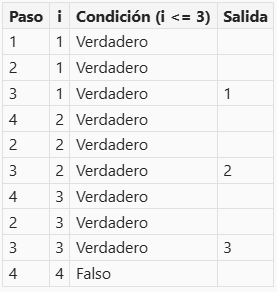 Paso i Condición (i <= 3) Salida
1 1 Verdadero
2 1 Verdadero
3 1 Verdadero 1
4 2 Verdadero
2 2 Verdadero
3 2 Verdadero 2
4 3 Verdadero
2 3 Verdadero
3 3 Verdadero 3
4 4 Falso